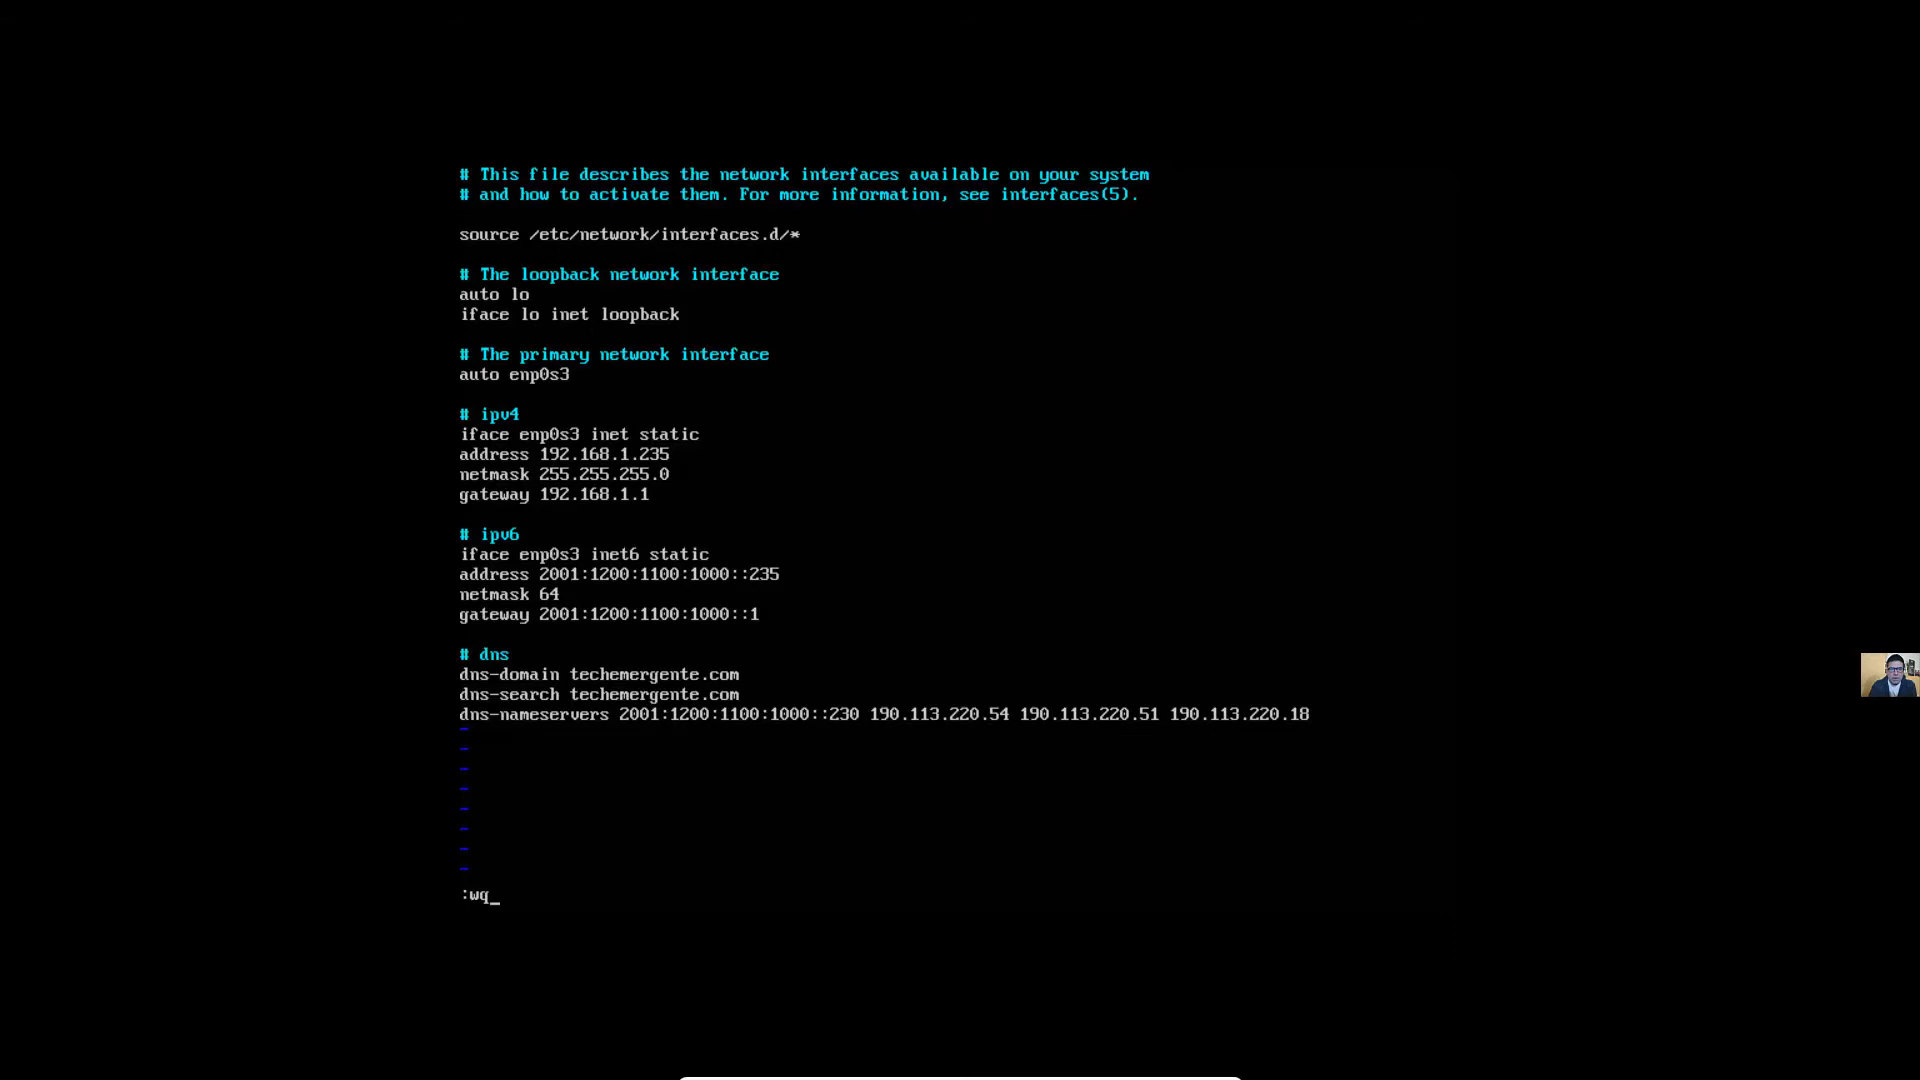 # This file describes the network interfaces available on your system
# and how to activate them. For more information, see interfaces(5).
source /etc/network/interfaces.d/*
# The loopback network interface
auto lo
iface lo inet loopback
# The primary network interface
auto enp0s3
# ipv4
iface enp0s3 inet static
address 192.168.1.235
netmask 255.255.255.0
gateway 192.168.1.1
# ipv6
iface enp0s3 inet6 static
address 2001:1200:1100:1000::235
netmask 64
gateway 2001:1200:1100:1000::1
# dns
dns-domain techemergente.com
dns-search techemergente.com
dns-nameservers 2001:1200:1100:1000::230 190.113.220.54 190.113.220.51 190.113.220.18
~
~
~
~
~
~
~
~
:wq_